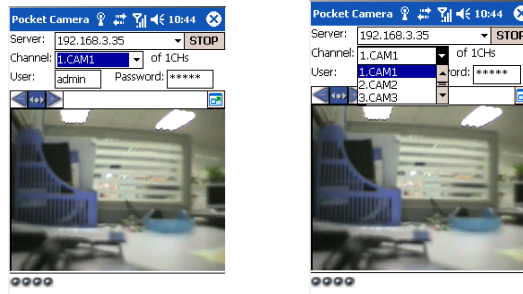 Pocket Camera 10:44
Server: 192.168.3.35 STOP
Channel: 1.CAM1 of 1CHs
User: admin Password: *****
Pocket Camera 10:44
Server: 192.168.3.35 STOP
Channel: 1.CAM1 of 1CHs
User: 1.CAM1 ord: *****
2.CAM2
3.CAM3